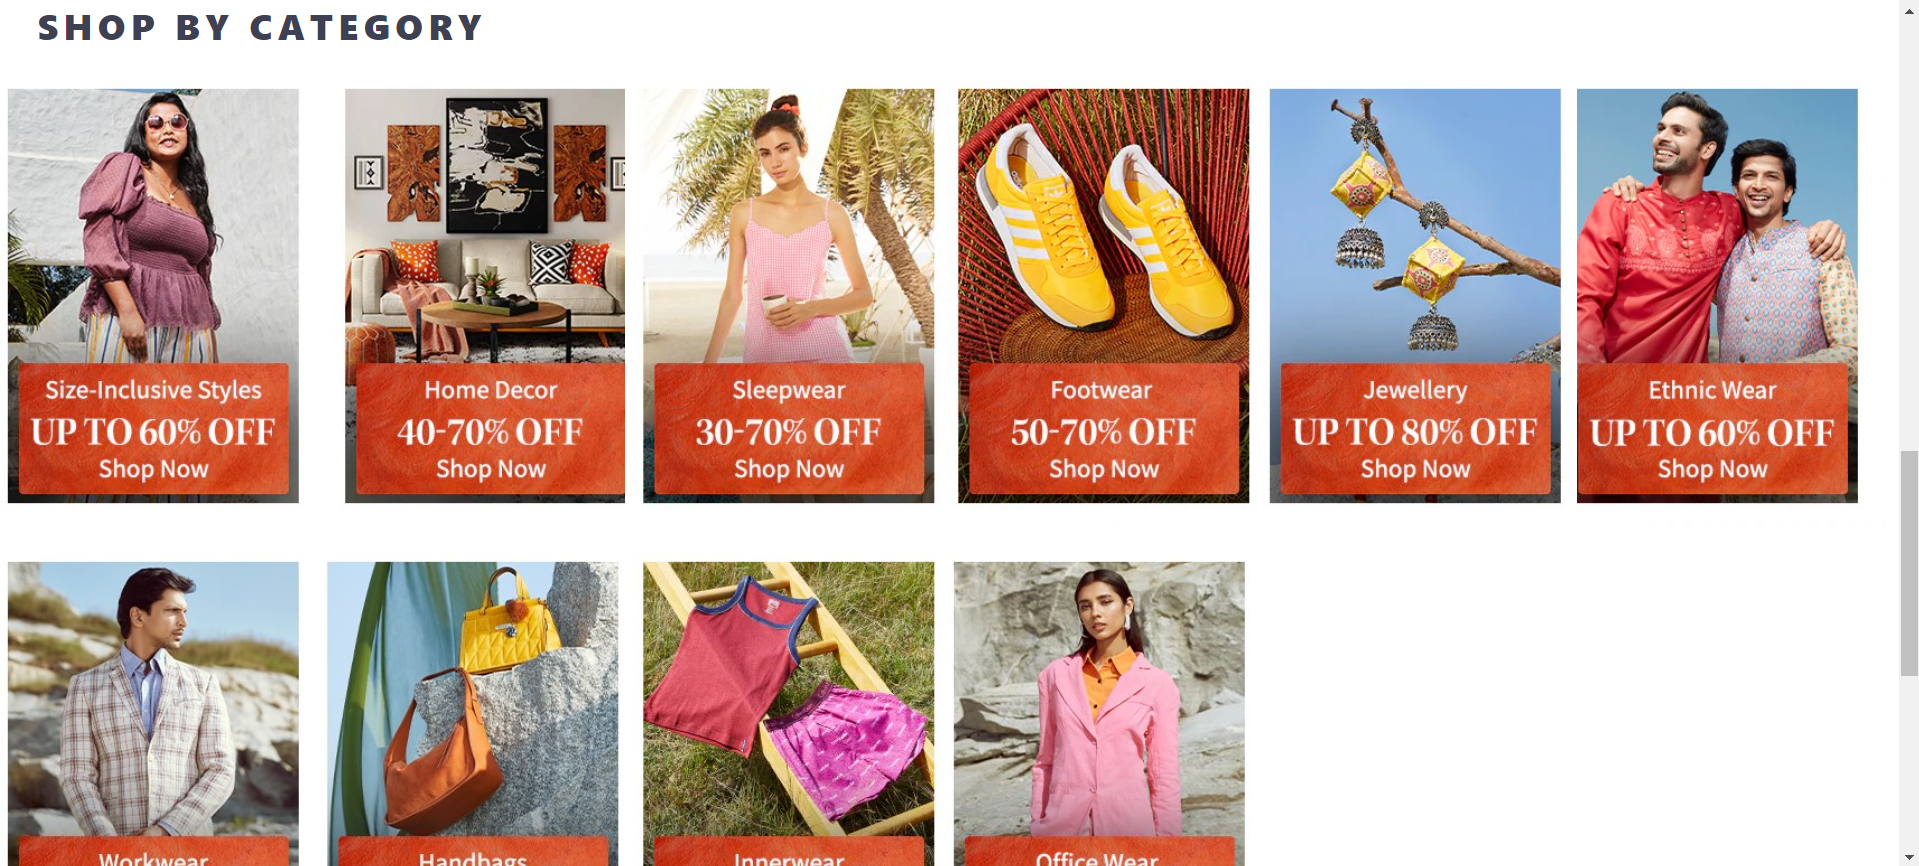 SHOP BY CATEGORY
Size-Inclusive Styles
UP TO 60% OFF
Shop Now
Home Decor
40-70% OFF
Shop Now
Sleepwear
30-70% OFF
Shop Now
Footwear
50-70% OFF
Shop Now
Jewellery
UP TO 80% OFF
Shop Now
Ethnic Wear
UP TO 60% OFF
Shop Now
Workwear
Handbags
Innerwear
Office Wear